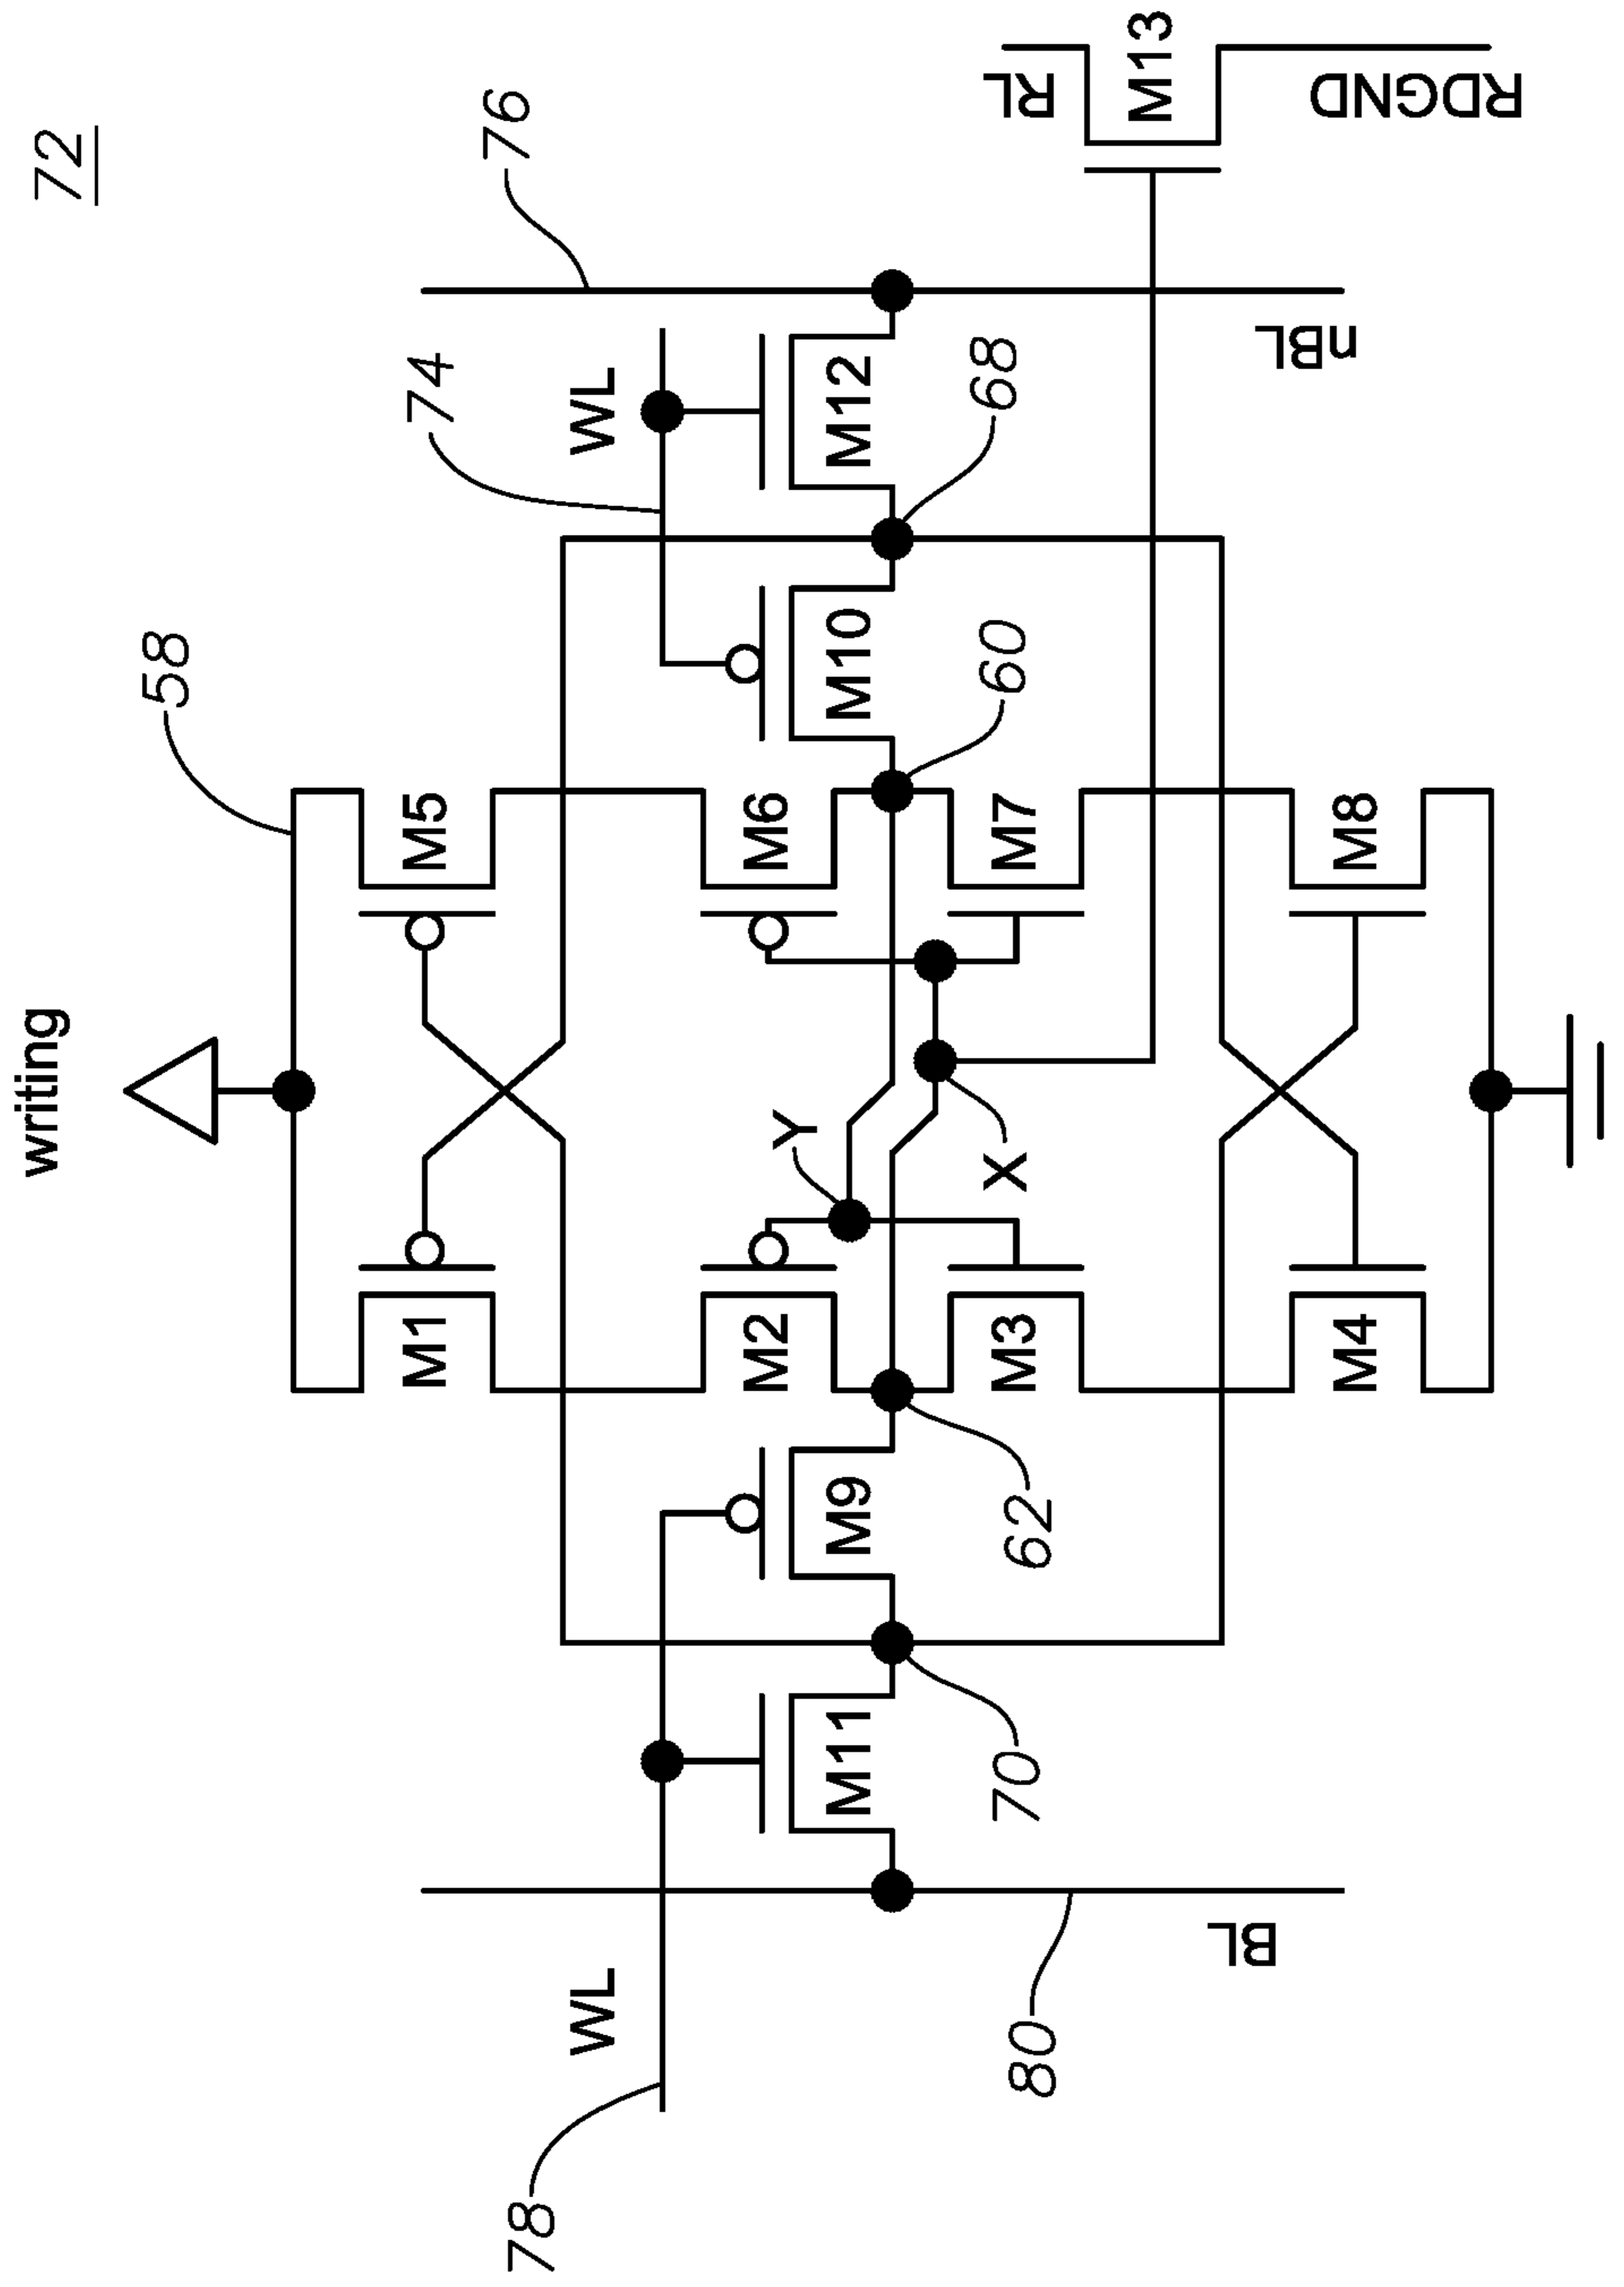 72
writing
58
76
74
WL
M5
M1
M6
M2
M10
M12
M9
M11
WL
78
Y
X
60
68
62
70
80
M7
M3
M8
M4
M13
RL
RDGND
nBL
BL